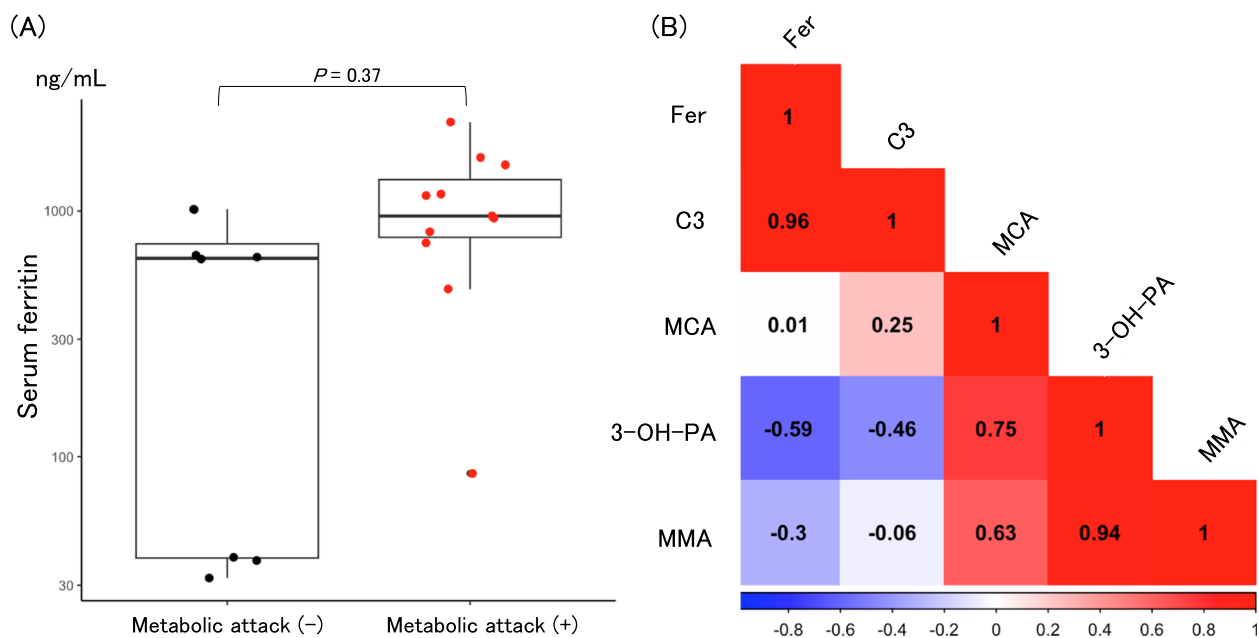 (A)
ng/mL
P = 0.37
Serum ferritin
1000
300
100
30
Metabolic attack (-)
Metabolic attack (+)
(B)
Fer
C3
MCA
3-OH-PA
MMA
Fer 1
C3 0.96 1
MCA 0.01 0.25 1
3-OH-PA -0.59 -0.46 0.75 1
MMA -0.3 -0.06 0.63 0.94 1
-0.8 -0.6 -0.4 -0.2 0 0.2 0.4 0.6 0.8 1